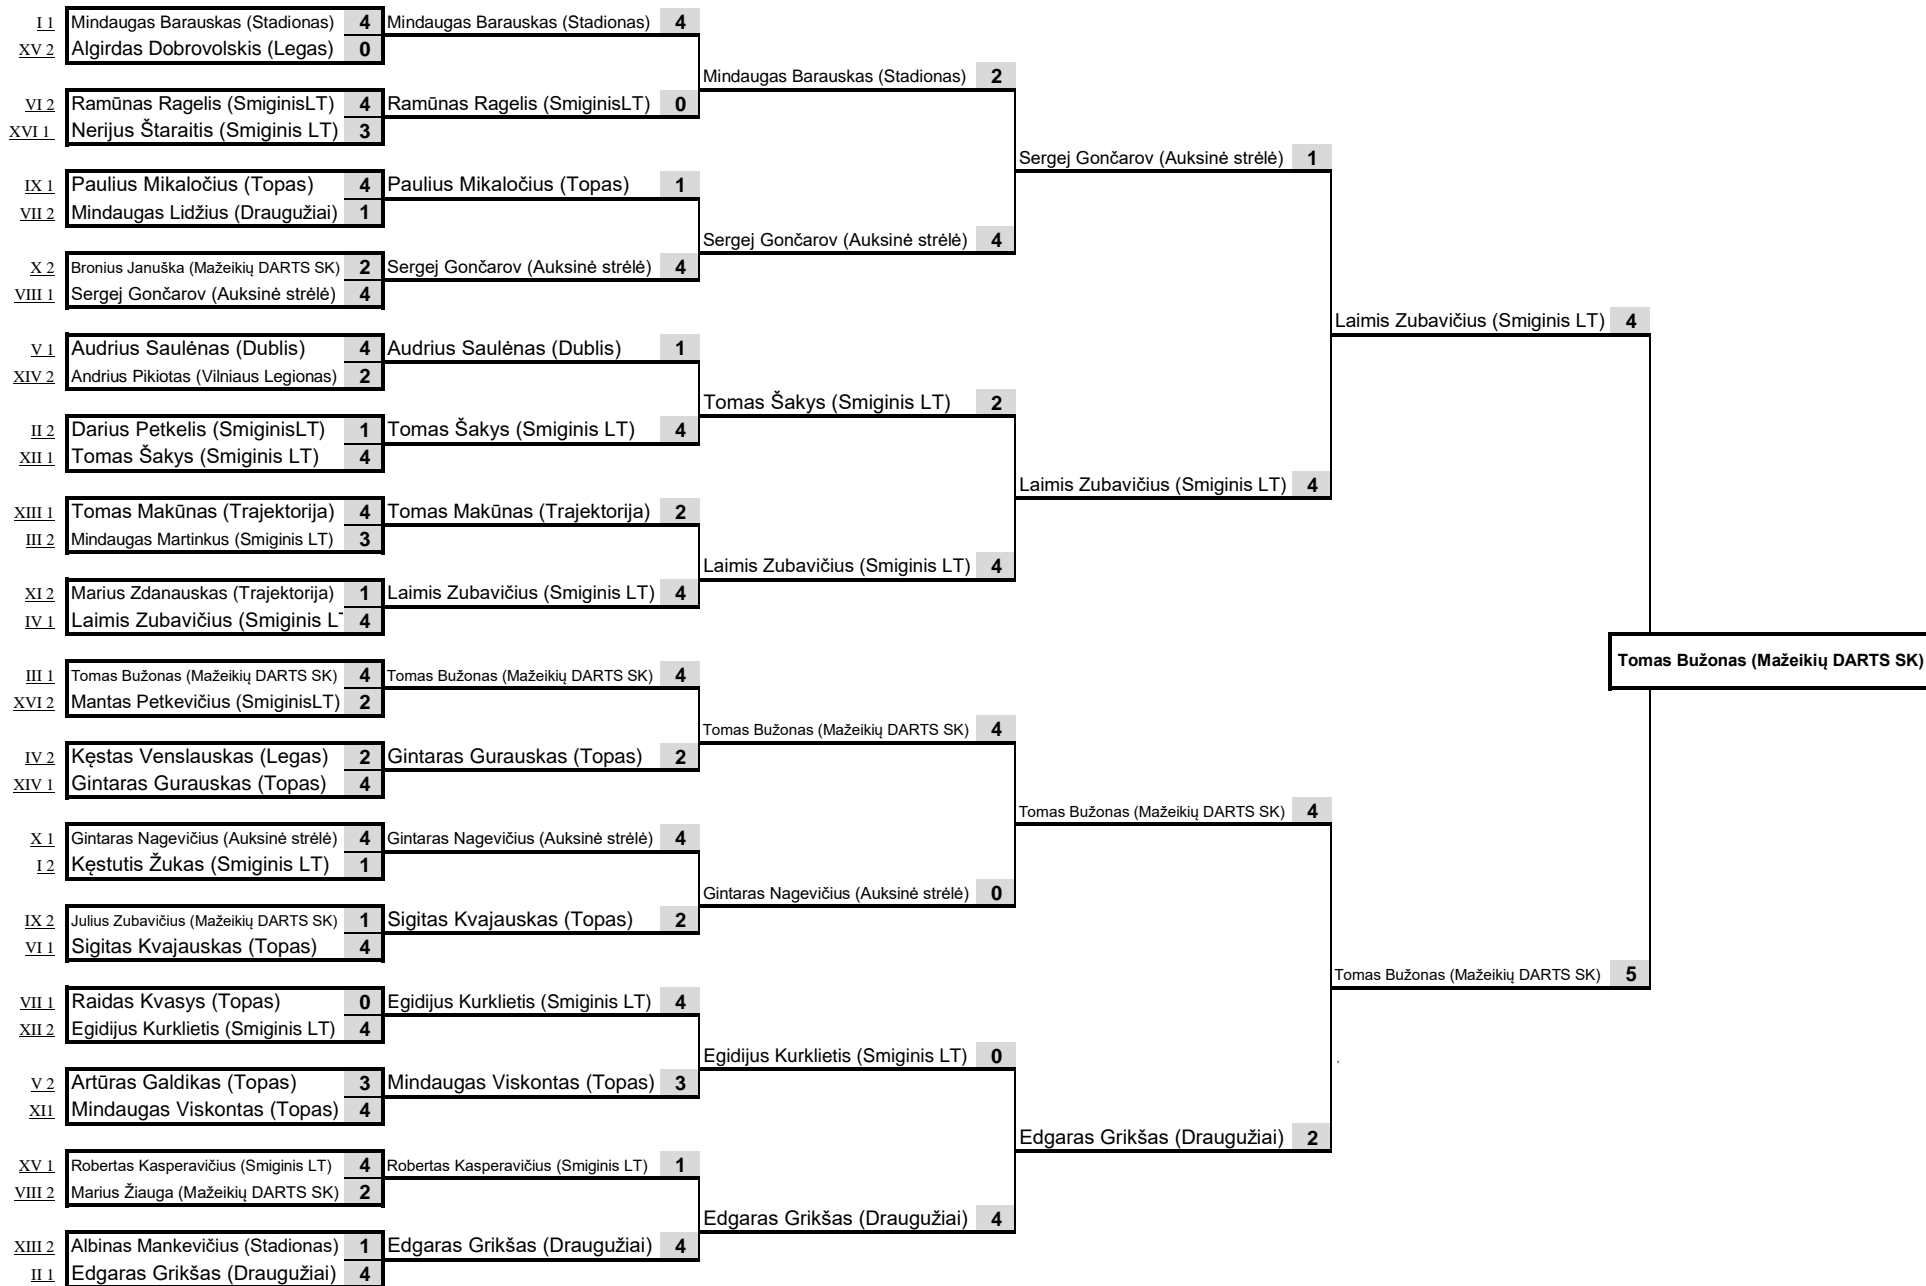 I 1 Mindaugas Barauskas (Stadionas) 4 Mindaugas Barauskas (Stadionas) 4
XV 2 Algirdas Dobrovolskis (Legas) 0
Mindaugas Barauskas (Stadionas) 2
VI 2 Ramūnas Ragelis (SmiginisLT) 4 Ramūnas Ragelis (SmiginisLT) 0
XVI 1 Nerijus Štaraitis (Smiginis LT) 3
Sergej Gončarov (Auksinė strėlė) 1
IX 1 Paulius Mikaločius (Topas) 4 Paulius Mikaločius (Topas) 1
VII 2 Mindaugas Lidžius (Draugužiai) 1
Sergej Gončarov (Auksinė strėlė) 4
X 2 Bronius Januška (Mažeikių DARTS SK) 2 Sergej Gončarov (Auksinė strėlė) 4
VIII 1 Sergej Gončarov (Auksinė strėlė) 4
Laimis Zubavičius (Smiginis LT) 4
V 1 Audrius Saulėnas (Dublis) 4 Audrius Saulėnas (Dublis) 1
XIV 2 Andrius Pikiotas (Vilniaus Legionas) 2
Tomas Šakys (Smiginis LT) 2
II 2 Darius Petkelis (SmiginisLT) 1 Tomas Šakys (Smiginis LT) 4
XII 1 Tomas Šakys (Smiginis LT) 4
Laimis Zubavičius (Smiginis LT) 4
XIII 1 Tomas Makūnas (Trajektorija) 4 Tomas Makūnas (Trajektorija) 2
III 2 Mindaugas Martinkus (Smiginis LT) 3
Laimis Zubavičius (Smiginis LT) 4
XI 2 Marius Zdanauskas (Trajektorija) 1 Laimis Zubavičius (Smiginis LT) 4
IV 1 Laimis Zubavičius (Smiginis L 4
Tomas Bužonas (Mažeikių DARTS SK)
III 1 Tomas Bužonas (Mažeikių DARTS SK) 4 Tomas Bužonas (Mažeikių DARTS SK) 4
XVI 2 Mantas Petkevičius (SmiginisLT) 2
Tomas Bužonas (Mažeikių DARTS SK) 4
IV 2 Kęstas Venslauskas (Legas) 2 Gintaras Gurauskas (Topas) 2
XIV 1 Gintaras Gurauskas (Topas) 4
Tomas Bužonas (Mažeikių DARTS SK) 4
X 1 Gintaras Nagevičius (Auksinė strėlė) 4 Gintaras Nagevičius (Auksinė strėlė) 4
I 2 Kęstutis Žukas (Smiginis LT) 1
Gintaras Nagevičius (Auksinė strėlė) 0
IX 2 Julius Zubavičius (Mažeikių DARTS SK) 1 Sigitas Kvajauskas (Topas) 2
VI 1 Sigitas Kvajauskas (Topas) 4
Tomas Bužonas (Mažeikių DARTS SK) 5
VII 1 Raidas Kvasys (Topas) 0 Egidijus Kurklietis (Smiginis LT) 4
XII 2 Egidijus Kurklietis (Smiginis LT) 4
Egidijus Kurklietis (Smiginis LT) 0
V 2 Artūras Galdikas (Topas) 3 Mindaugas Viskontas (Topas) 3
XI1 Mindaugas Viskontas (Topas) 4
Edgaras Grikšas (Draugužiai) 2
XV 1 Robertas Kasperavičius (Smiginis LT) 4 Robertas Kasperavičius (Smiginis LT) 1
VIII 2 Marius Žiauga (Mažeikių DARTS SK) 2
Edgaras Grikšas (Draugužiai) 4
XIII 2 Albinas Mankevičius (Stadionas) 1 Edgaras Grikšas (Draugužiai) 4
II 1 Edgaras Grikšas (Draugužiai) 4